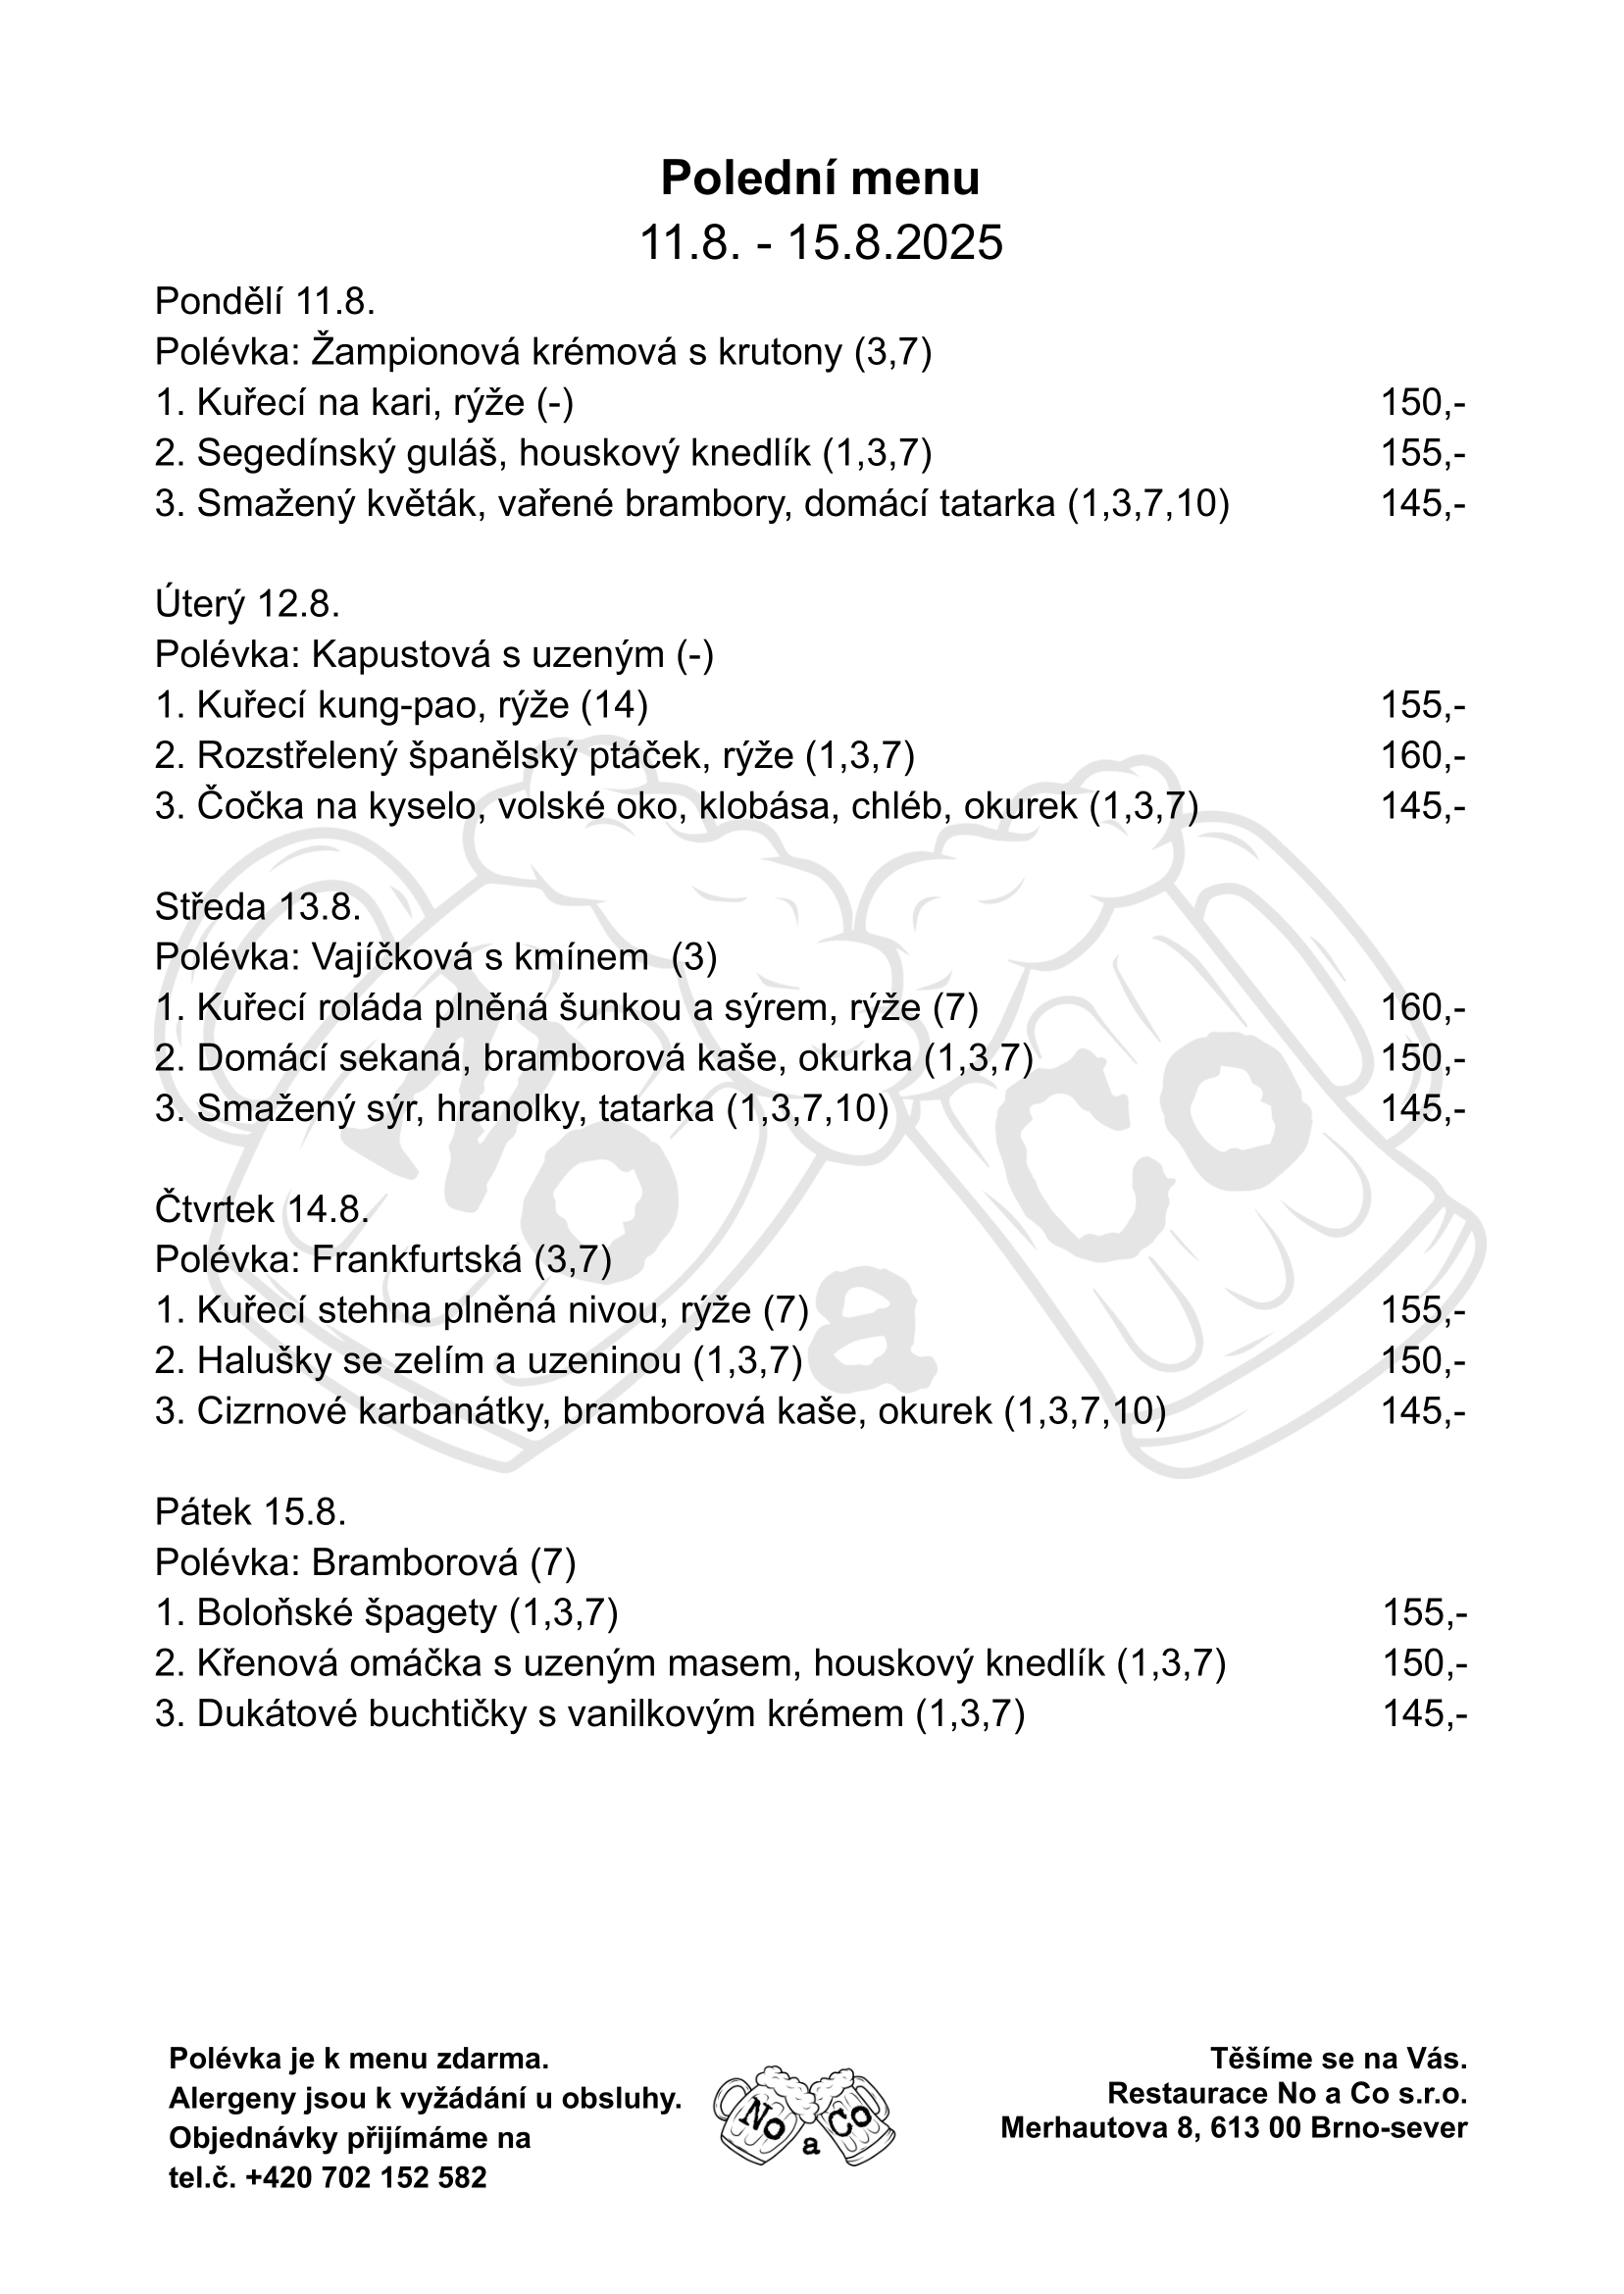 Polední menu
11.8. - 15.8.2025
Pondělí 11.8.
Polévka: Žampionová krémová s krutony (3,7)
1. Kuřecí na kari, rýže (-) 150,-
2. Segedínský guláš, houskový knedlík (1,3,7) 155,-
3. Smažený květák, vařené brambory, domácí tatarka (1,3,7,10) 145,-
Úterý 12.8.
Polévka: Kapustová s uzeným (-)
1. Kuřecí kung-pao, rýže (14) 155,-
2. Rozstřelený španělský ptáček, rýže (1,3,7) 160,-
3. Čočka na kyselo, volské oko, klobása, chléb, okurek (1,3,7) 145,-
Středa 13.8.
Polévka: Vajíčková s kmínem  (3)
1. Kuřecí roláda plněná šunkou a sýrem, rýže (7) 160,-
2. Domácí sekaná, bramborová kaše, okurka (1,3,7) 150,-
3. Smažený sýr, hranolky, tatarka (1,3,7,10) 145,-
Čtvrtek 14.8.
Polévka: Frankfurtská (3,7)
1. Kuřecí stehna plněná nivou, rýže (7) 155,-
2. Halušky se zelím a uzeninou (1,3,7) 150,-
3. Cizrnové karbanátky, bramborová kaše, okurek (1,3,7,10) 145,-
Pátek 15.8.
Polévka: Bramborová (7)
1. Boloňské špagety (1,3,7) 155,-
2. Křenová omáčka s uzeným masem, houskový knedlík (1,3,7) 150,-
3. Dukátové buchtičky s vanilkovým krémem (1,3,7) 145,-
No a Co
Polévka je k menu zdarma.
Alergeny jsou k vyžádání u obsluhy.
Objednávky přijímáme na
tel.č. +420 702 152 582
No a Co
Těšíme se na Vás.
Restaurace No a Co s.r.o.
Merhautova 8, 613 00 Brno-sever